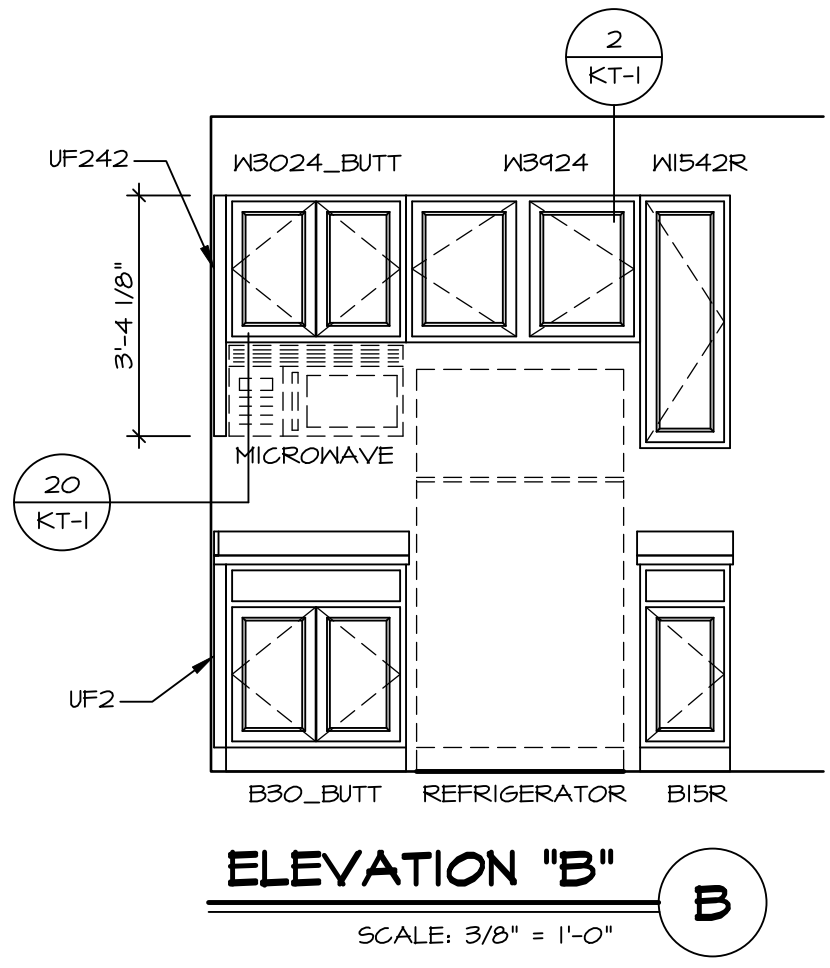 2
KT-1
UF242
W3024_BUTT
W3924
W1542R
3'-4 1/8"
MICROWAVE
20
KT-1
UF2
B30_BUTT
REFRIGERATOR
B15R
ELEVATION "B"
B
SCALE: 3/8" = 1'-0"